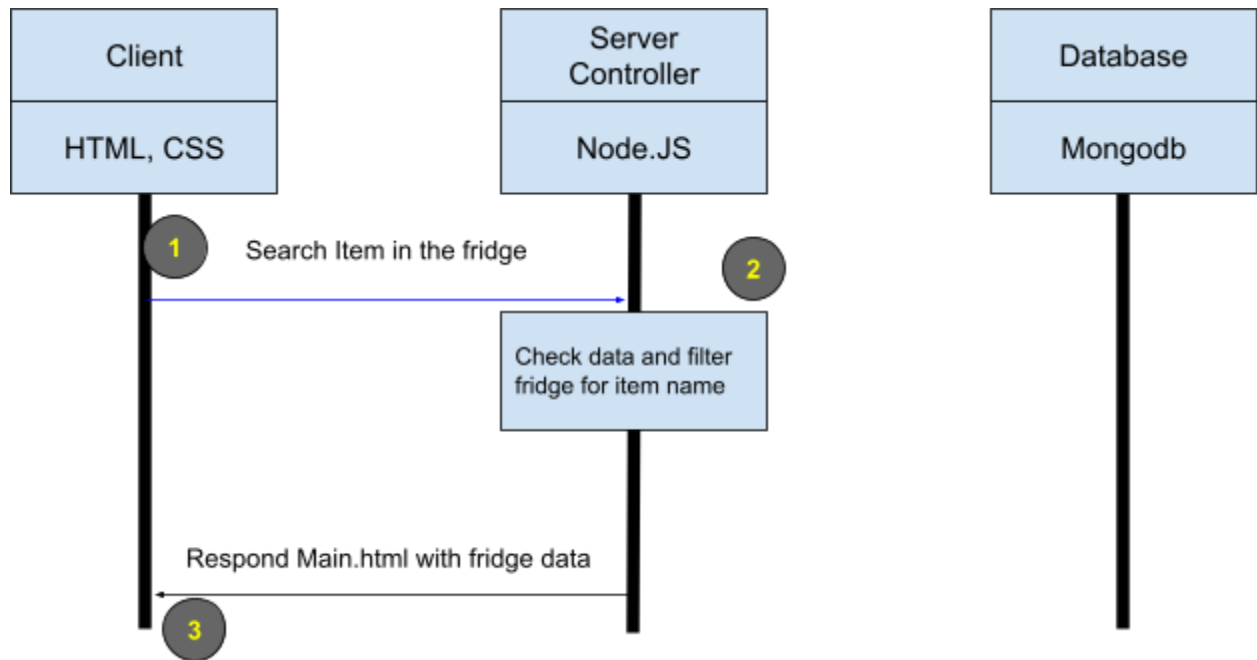 Client
HTML, CSS
Server
Controller
Node.JS
Database
Mongodb
1
Search Item in the fridge
2
Check data and filter
fridge for item name
Respond Main.html with fridge data
3